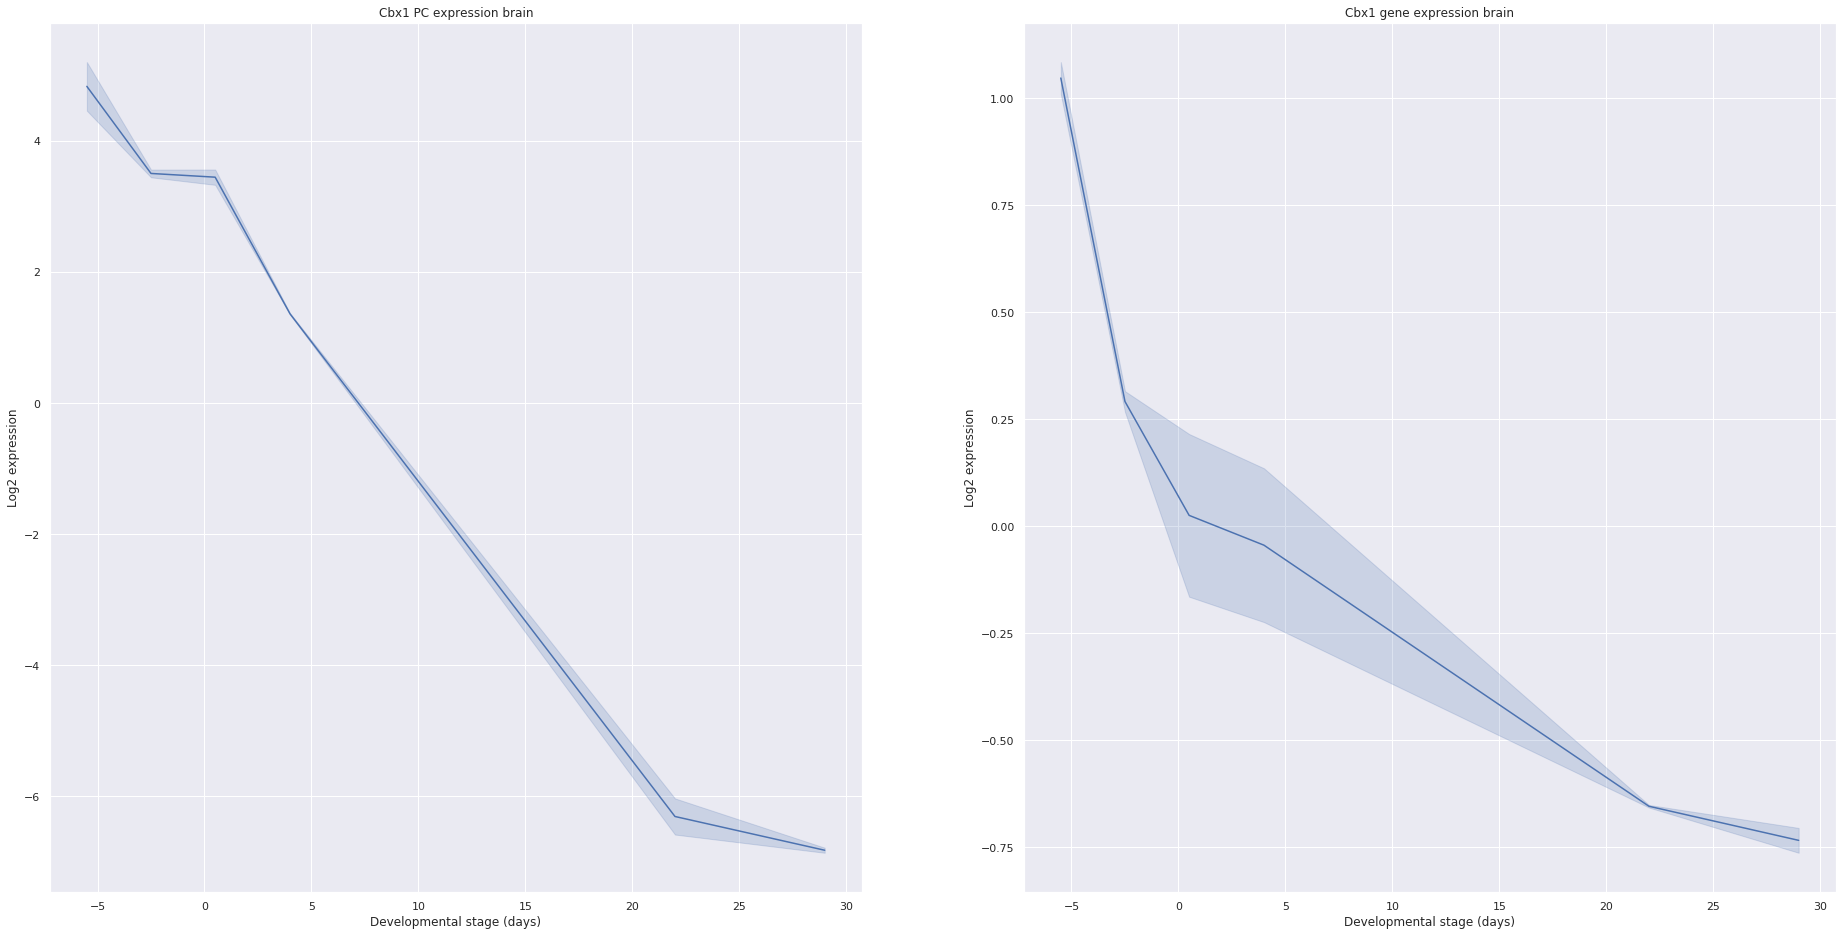 Cbx1 PC expression brain
4
2
0
−2
−4
−6
Log2 expression
−5 0 5 10 15 20 25 30
Developmental stage (days)
Cbx1 gene expression brain
1.00
0.75
0.50
0.25
0.00
−0.25
−0.50
−0.75
Log2 expression
−5 0 5 10 15 20 25 30
Developmental stage (days)